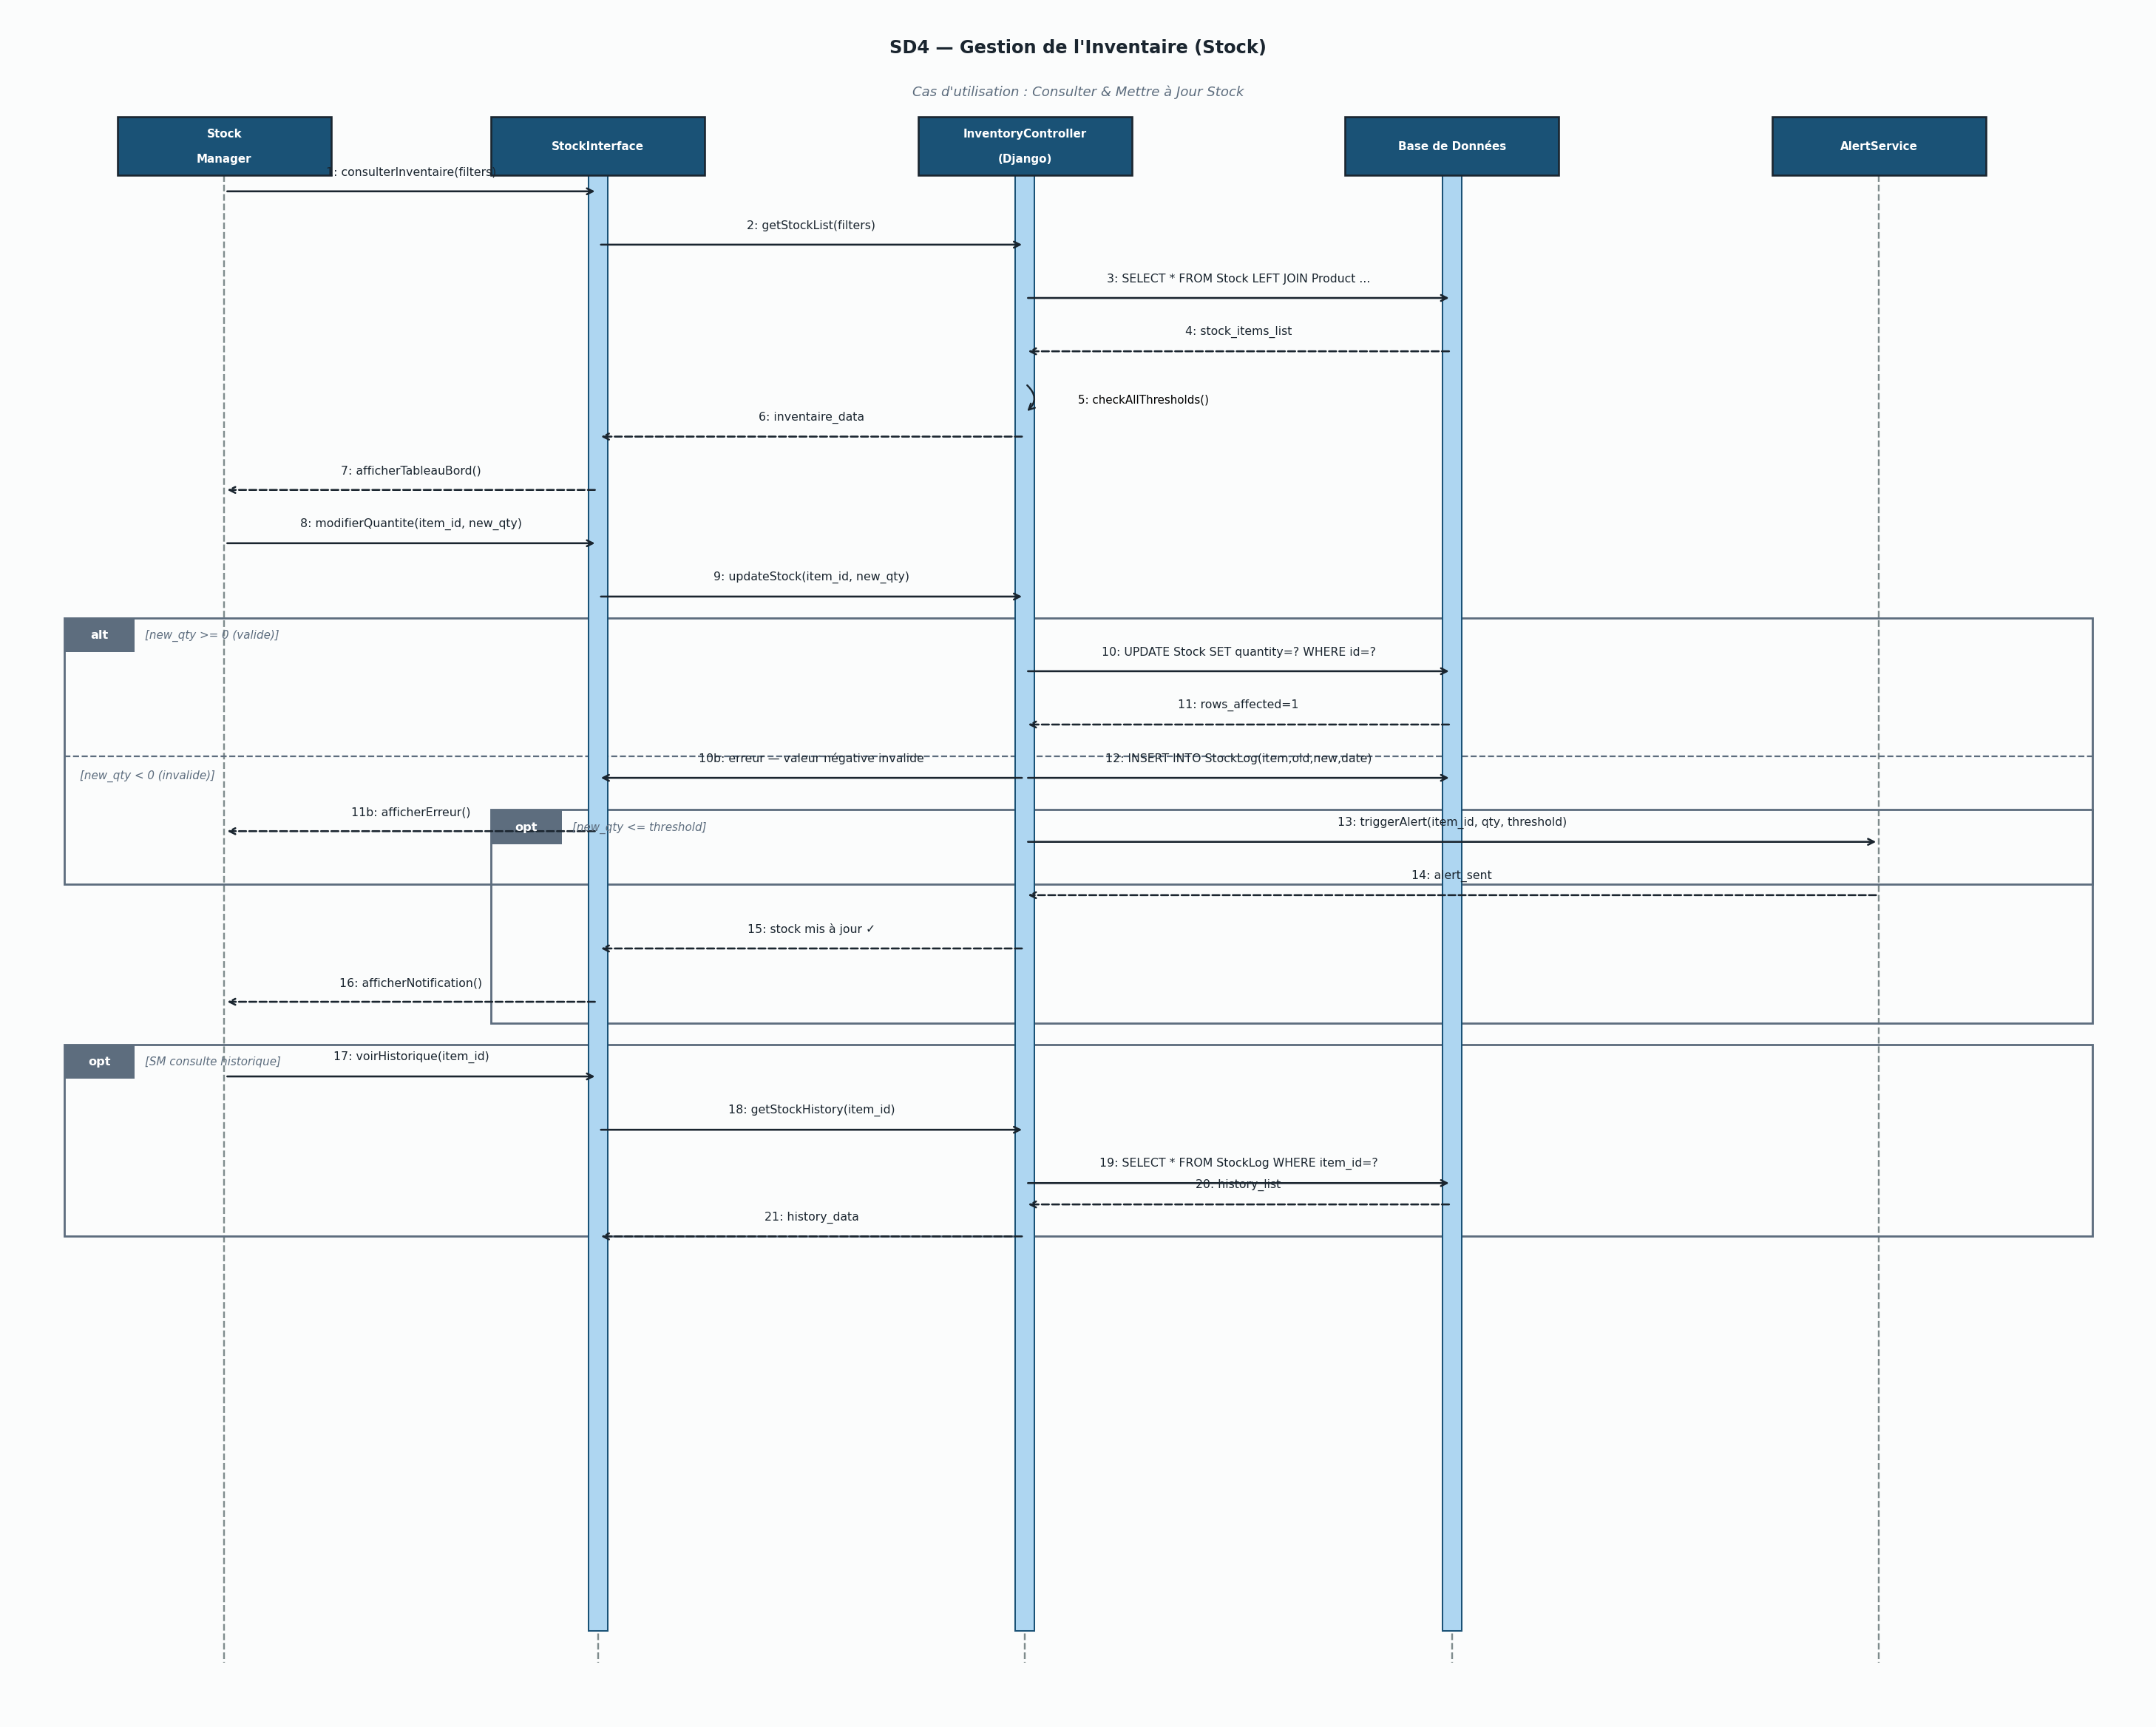 SD4 — Gestion de l'Inventaire (Stock)
Cas d'utilisation : Consulter & Mettre à Jour Stock
Stock
Manager
StockInterface
InventoryController
(Django)
Base de Données
AlertService
1: consulterInventaire(filters)
2: getStockList(filters)
3: SELECT * FROM Stock LEFT JOIN Product ...
4: stock_items_list
5: checkAllThresholds()
6: inventaire_data
7: afficherTableauBord()
8: modifierQuantite(item_id, new_qty)
9: updateStock(item_id, new_qty)
alt
[new_qty >= 0 (valide)]
10: UPDATE Stock SET quantity=? WHERE id=?
11: rows_affected=1
10b: erreur — valeur négative invalide
12: INSERT INTO StockLog(item,old,new,date)
[new_qty < 0 (invalide)]
11b: afficherErreur()
opt
[new_qty <= threshold]
13: triggerAlert(item_id, qty, threshold)
14: alert_sent
15: stock mis à jour ✓
16: afficherNotification()
opt
[SM consulte historique]
17: voirHistorique(item_id)
18: getStockHistory(item_id)
19: SELECT * FROM StockLog WHERE item_id=?
20: history_list
21: history_data